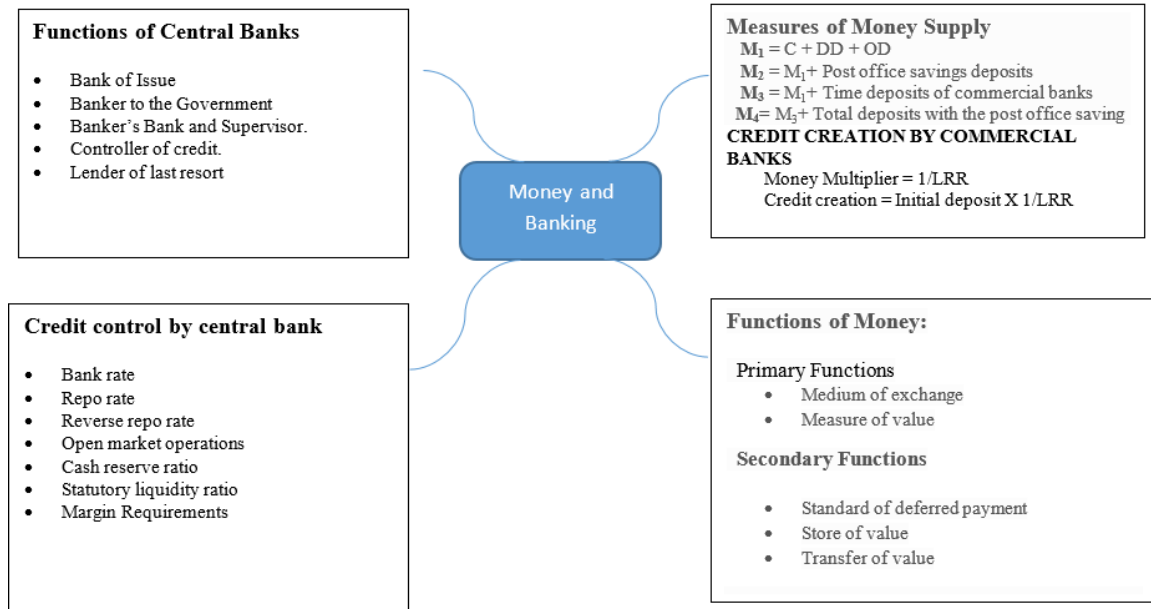 Functions of Central Banks
• Bank of Issue
• Banker to the Government
• Banker’s Bank and Supervisor.
• Controller of credit.
• Lender of last resort
Measures of Money Supply
M₁ = C + DD + OD
M₂ = M₁+ Post office savings deposits
M₃ = M₁+ Time deposits of commercial banks
M₄= M₃+ Total deposits with the post office saving
CREDIT CREATION BY COMMERCIAL
BANKS
Money Multiplier = 1/LRR
Credit creation = Initial deposit X 1/LRR
Money and
Banking
Credit control by central bank
• Bank rate
• Repo rate
• Reverse repo rate
• Open market operations
• Cash reserve ratio
• Statutory liquidity ratio
• Margin Requirements
Functions of Money:
Primary Functions
• Medium of exchange
• Measure of value
Secondary Functions
• Standard of deferred payment
• Store of value
• Transfer of value